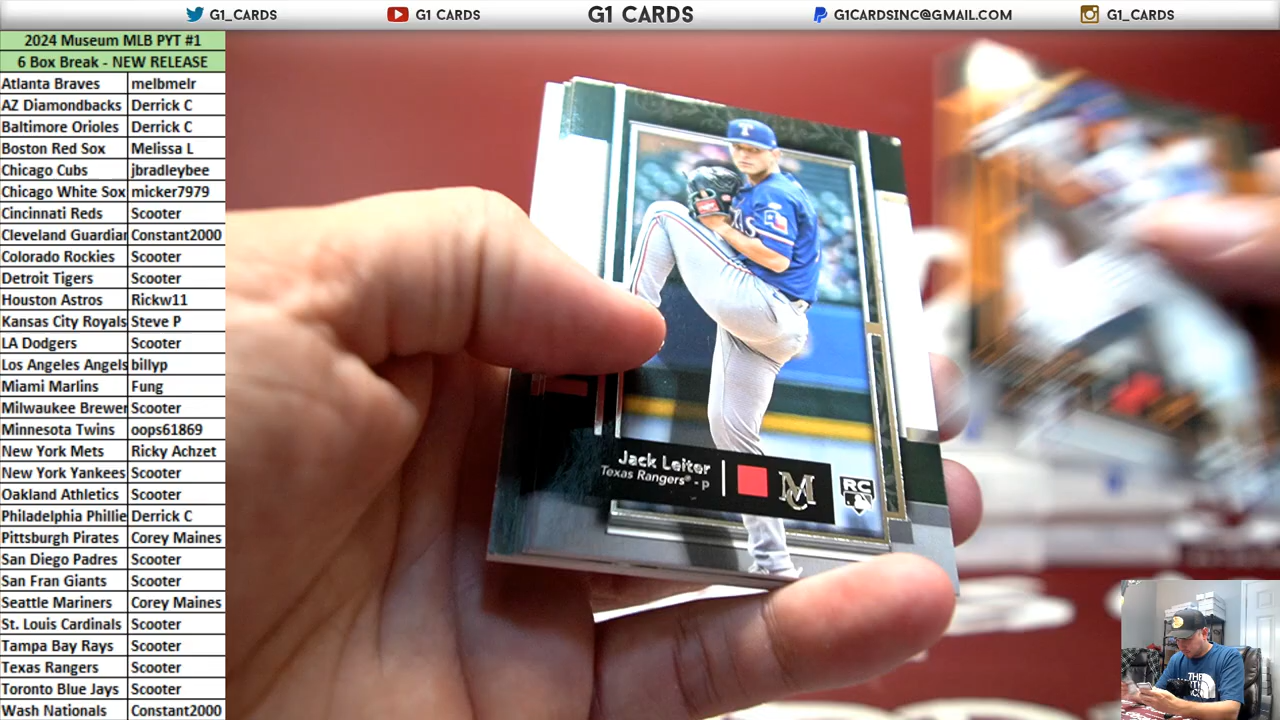 G1_CARDS
G1 CARDS
G1 CARDS
G1CARDSINC@GMAIL.COM
G1_CARDS
2024 Museum MLB PYT #1
6 Box Break - NEW RELEASE
Atlanta Braves melbmelr
AZ Diamondbacks Derrick C
Baltimore Orioles Derrick C
Boston Red Sox Melissa L
Chicago Cubs jbradleybee
Chicago White Sox micker7979
Cincinnati Reds Scooter
Cleveland Guardian Constant2000
Colorado Rockies Scooter
Detroit Tigers Scooter
Houston Astros Rickw11
Kansas City Royals Steve P
LA Dodgers Scooter
Los Angeles Angels billyp
Miami Marlins Fung
Milwaukee Brewer Scooter
Minnesota Twins oops61869
New York Mets Ricky Achzet
New York Yankees Scooter
Oakland Athletics Scooter
Philadelphia Phillie Derrick C
Pittsburgh Pirates Corey Maines
San Diego Padres Scooter
San Fran Giants Scooter
Seattle Mariners Corey Maines
St. Louis Cardinals Scooter
Tampa Bay Rays Scooter
Texas Rangers Scooter
Toronto Blue Jays Scooter
Wash Nationals Constant2000
Jack Leiter
Texas Rangers® - P
MC
RC